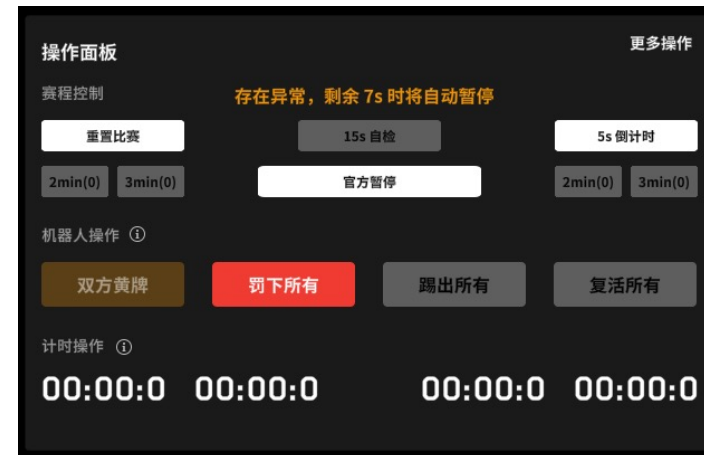 操作面板 更多操作
赛程控制 存在异常，剩余 7s 时将自动暂停
重置比赛 15s 自检 5s 倒计时
2min(0) 3min(0) 官方暂停 2min(0) 3min(0)
机器人操作
双方黄牌 罚下所有 踢出所有 复活所有
计时操作
00:00:0 00:00:0 00:00:0 00:00:0